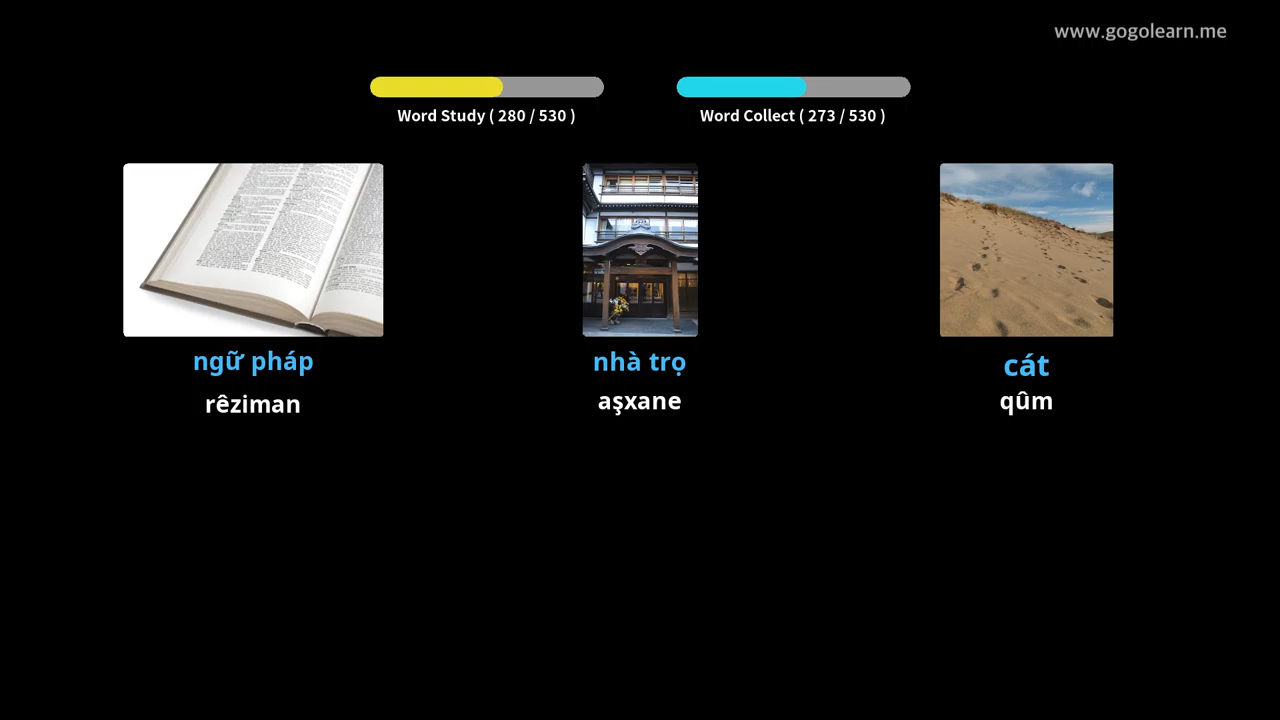 www.gogolearn.me
Word Study ( 280 / 530 )
Word Collect ( 273 / 530 )
ngữ pháp
rêziman
nhà trọ
aşxane
cát
qûm